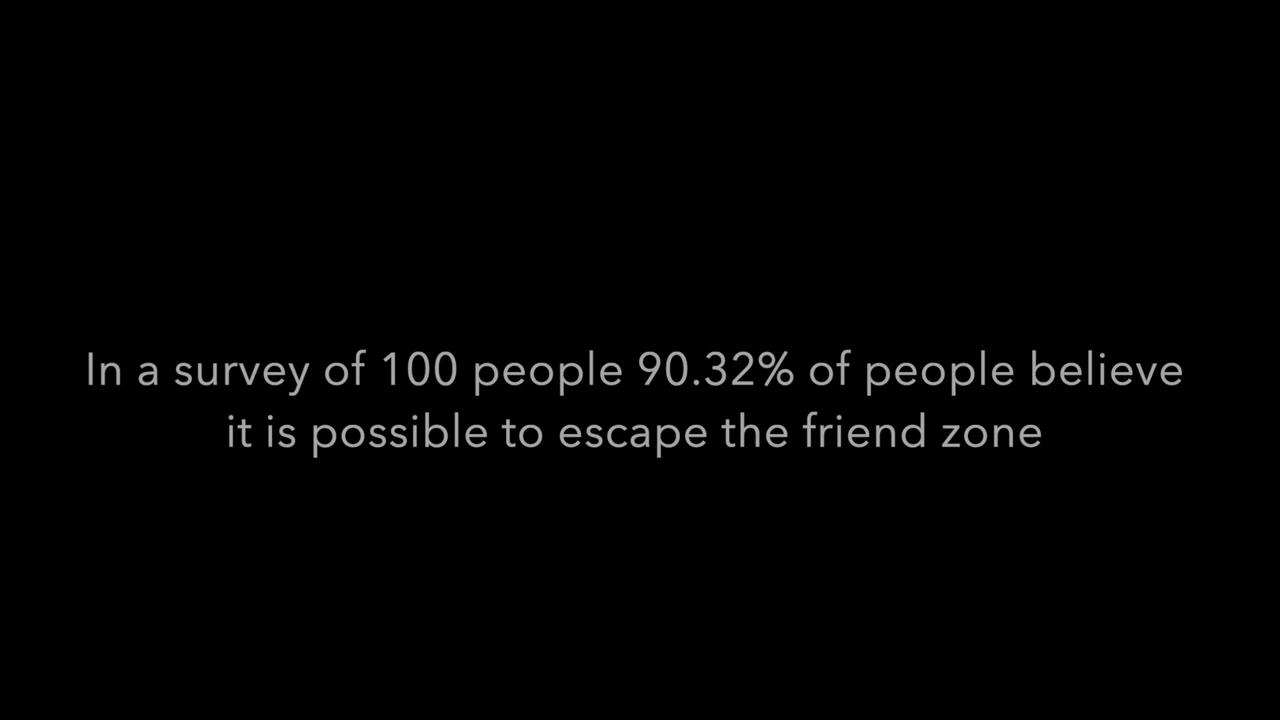 In a survey of 100 people 90.32% of people believe
it is possible to escape the friend zone